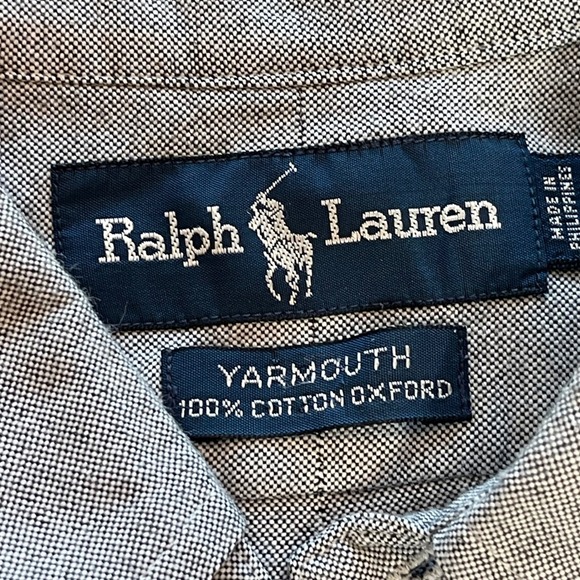 Ralph Lauren
MADE IN
PHILIPPINES
YARMOUTH
100% COTTON OXFORD